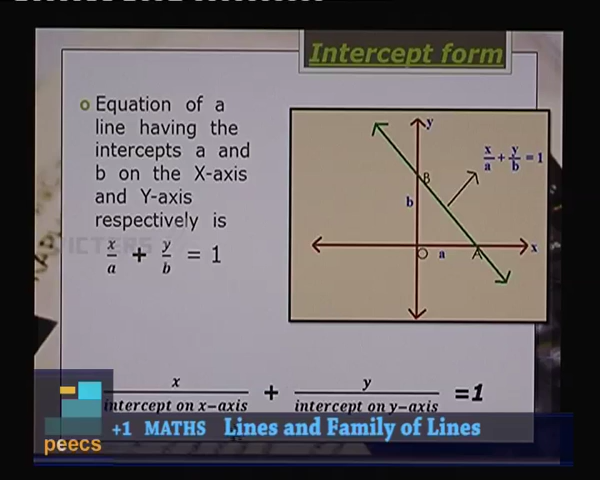 Intercept form
Equation of a
line having the
intercepts a and
b on the X-axis
and Y-axis
respectively is
x/a + y/b = 1
y
x/a + y/b = 1
B
b
O a A x
VICTERS
x/intercept on x-axis + y/intercept on y-axis =1
+1 MATHS Lines and Family of Lines
peecs